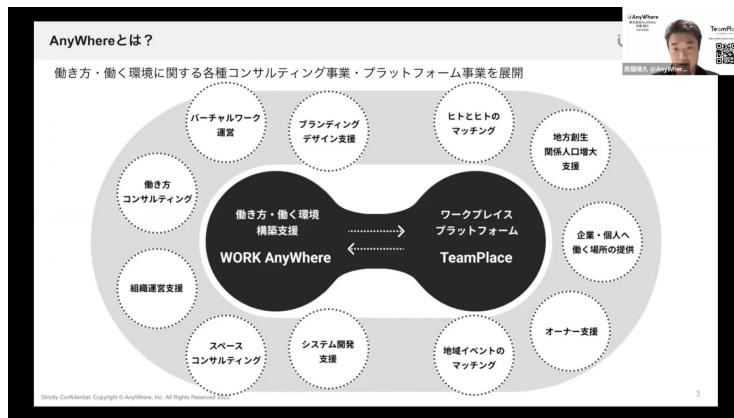 AnyWhereとは？
働き方・働く環境に関する各種コンサルティング事業・プラットフォーム事業を展開
AnyWhere
TeamPla
斉藤晴久 @AnyWher...
バーチャルワーク
運営
ブランディング
デザイン支援
ヒトとヒトの
マッチング
地方創生
関係人口増大
支援
働き方
コンサルティング
働き方・働く環境
構築支援
WORK AnyWhere
ワークプレイス
プラットフォーム
TeamPlace
企業・個人へ
働く場所の提供
組織運営支援
オーナー支援
スペース
コンサルティング
システム開発
支援
地域イベントの
マッチング
Strictly Confidential: Copyright © AnyWhere, Inc. All Rights Reserved
3